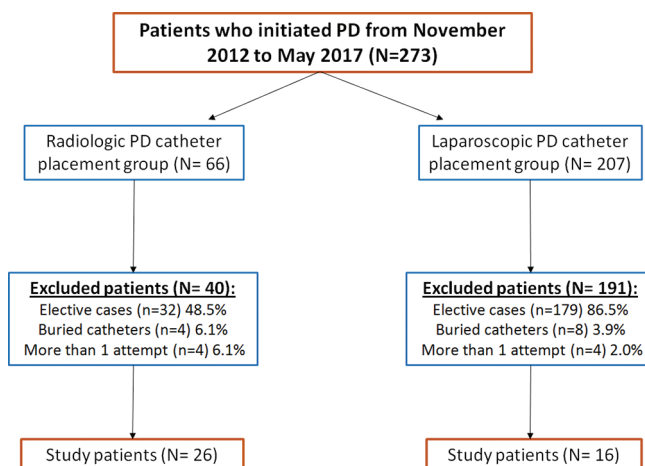 Patients who initiated PD from November
2012 to May 2017 (N=273)
Radiologic PD catheter
placement group (N= 66)
Laparoscopic PD catheter
placement group (N= 207)
Excluded patients (N= 40):
Elective cases (n=32) 48.5%
Buried catheters (n=4) 6.1%
More than 1 attempt (n=4) 6.1%
Excluded patients (N= 191):
Elective cases (n=179) 86.5%
Buried catheters (n=8) 3.9%
More than 1 attempt (n=4) 2.0%
Study patients (N= 26)
Study patients (N= 16)